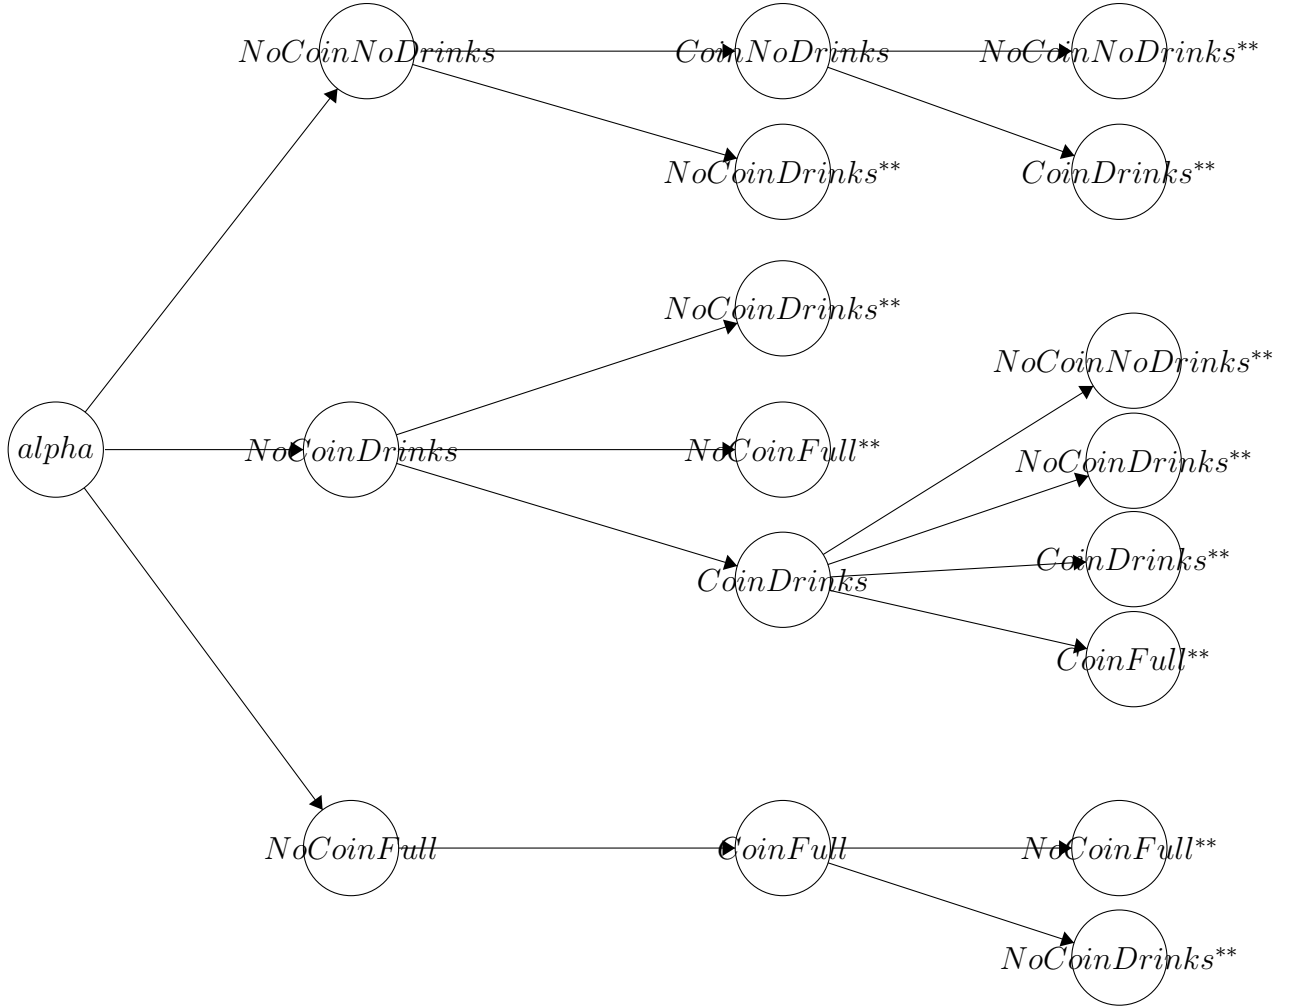 NoCoinNoDrinks CoinNoDrinks NoCoinNoDrinks**
NoCoinDrinks** CoinDrinks**
NoCoinDrinks**
NoCoinNoDrinks**
alpha NoCoinDrinks NoCoinFull** NoCoinDrinks**
CoinDrinks CoinDrinks**
CoinFull**
NoCoinFull CoinFull NoCoinFull**
NoCoinDrinks**